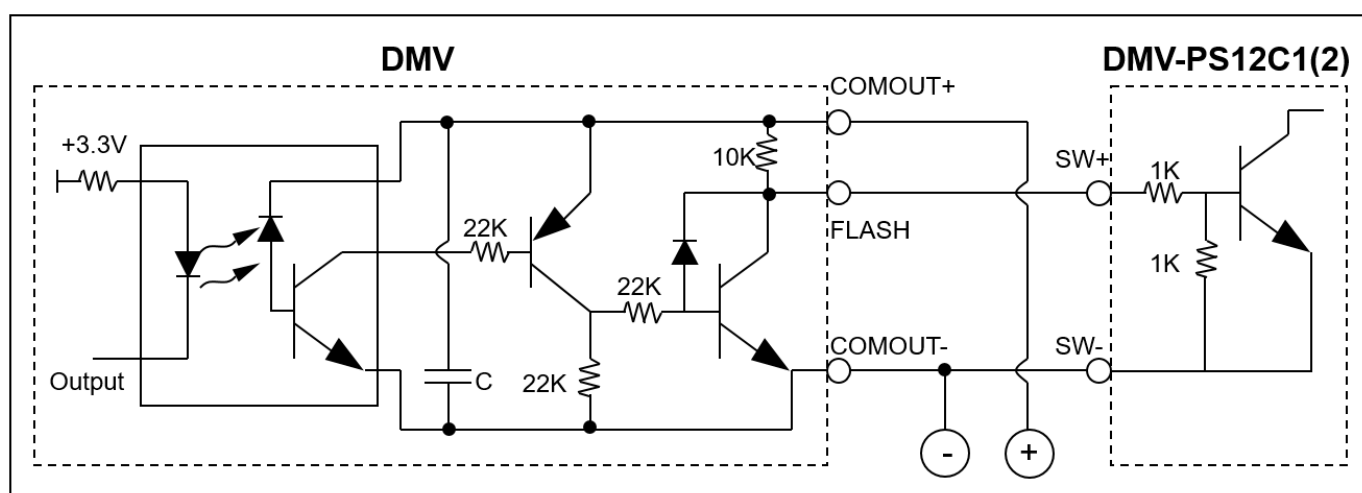 DMV
DMV-PS12C1(2)
COMOUT+
+3.3V
10K
SW+
1K
22K
FLASH
1K
22K
COMOUT-
SW-
Output
C
22K
-
+